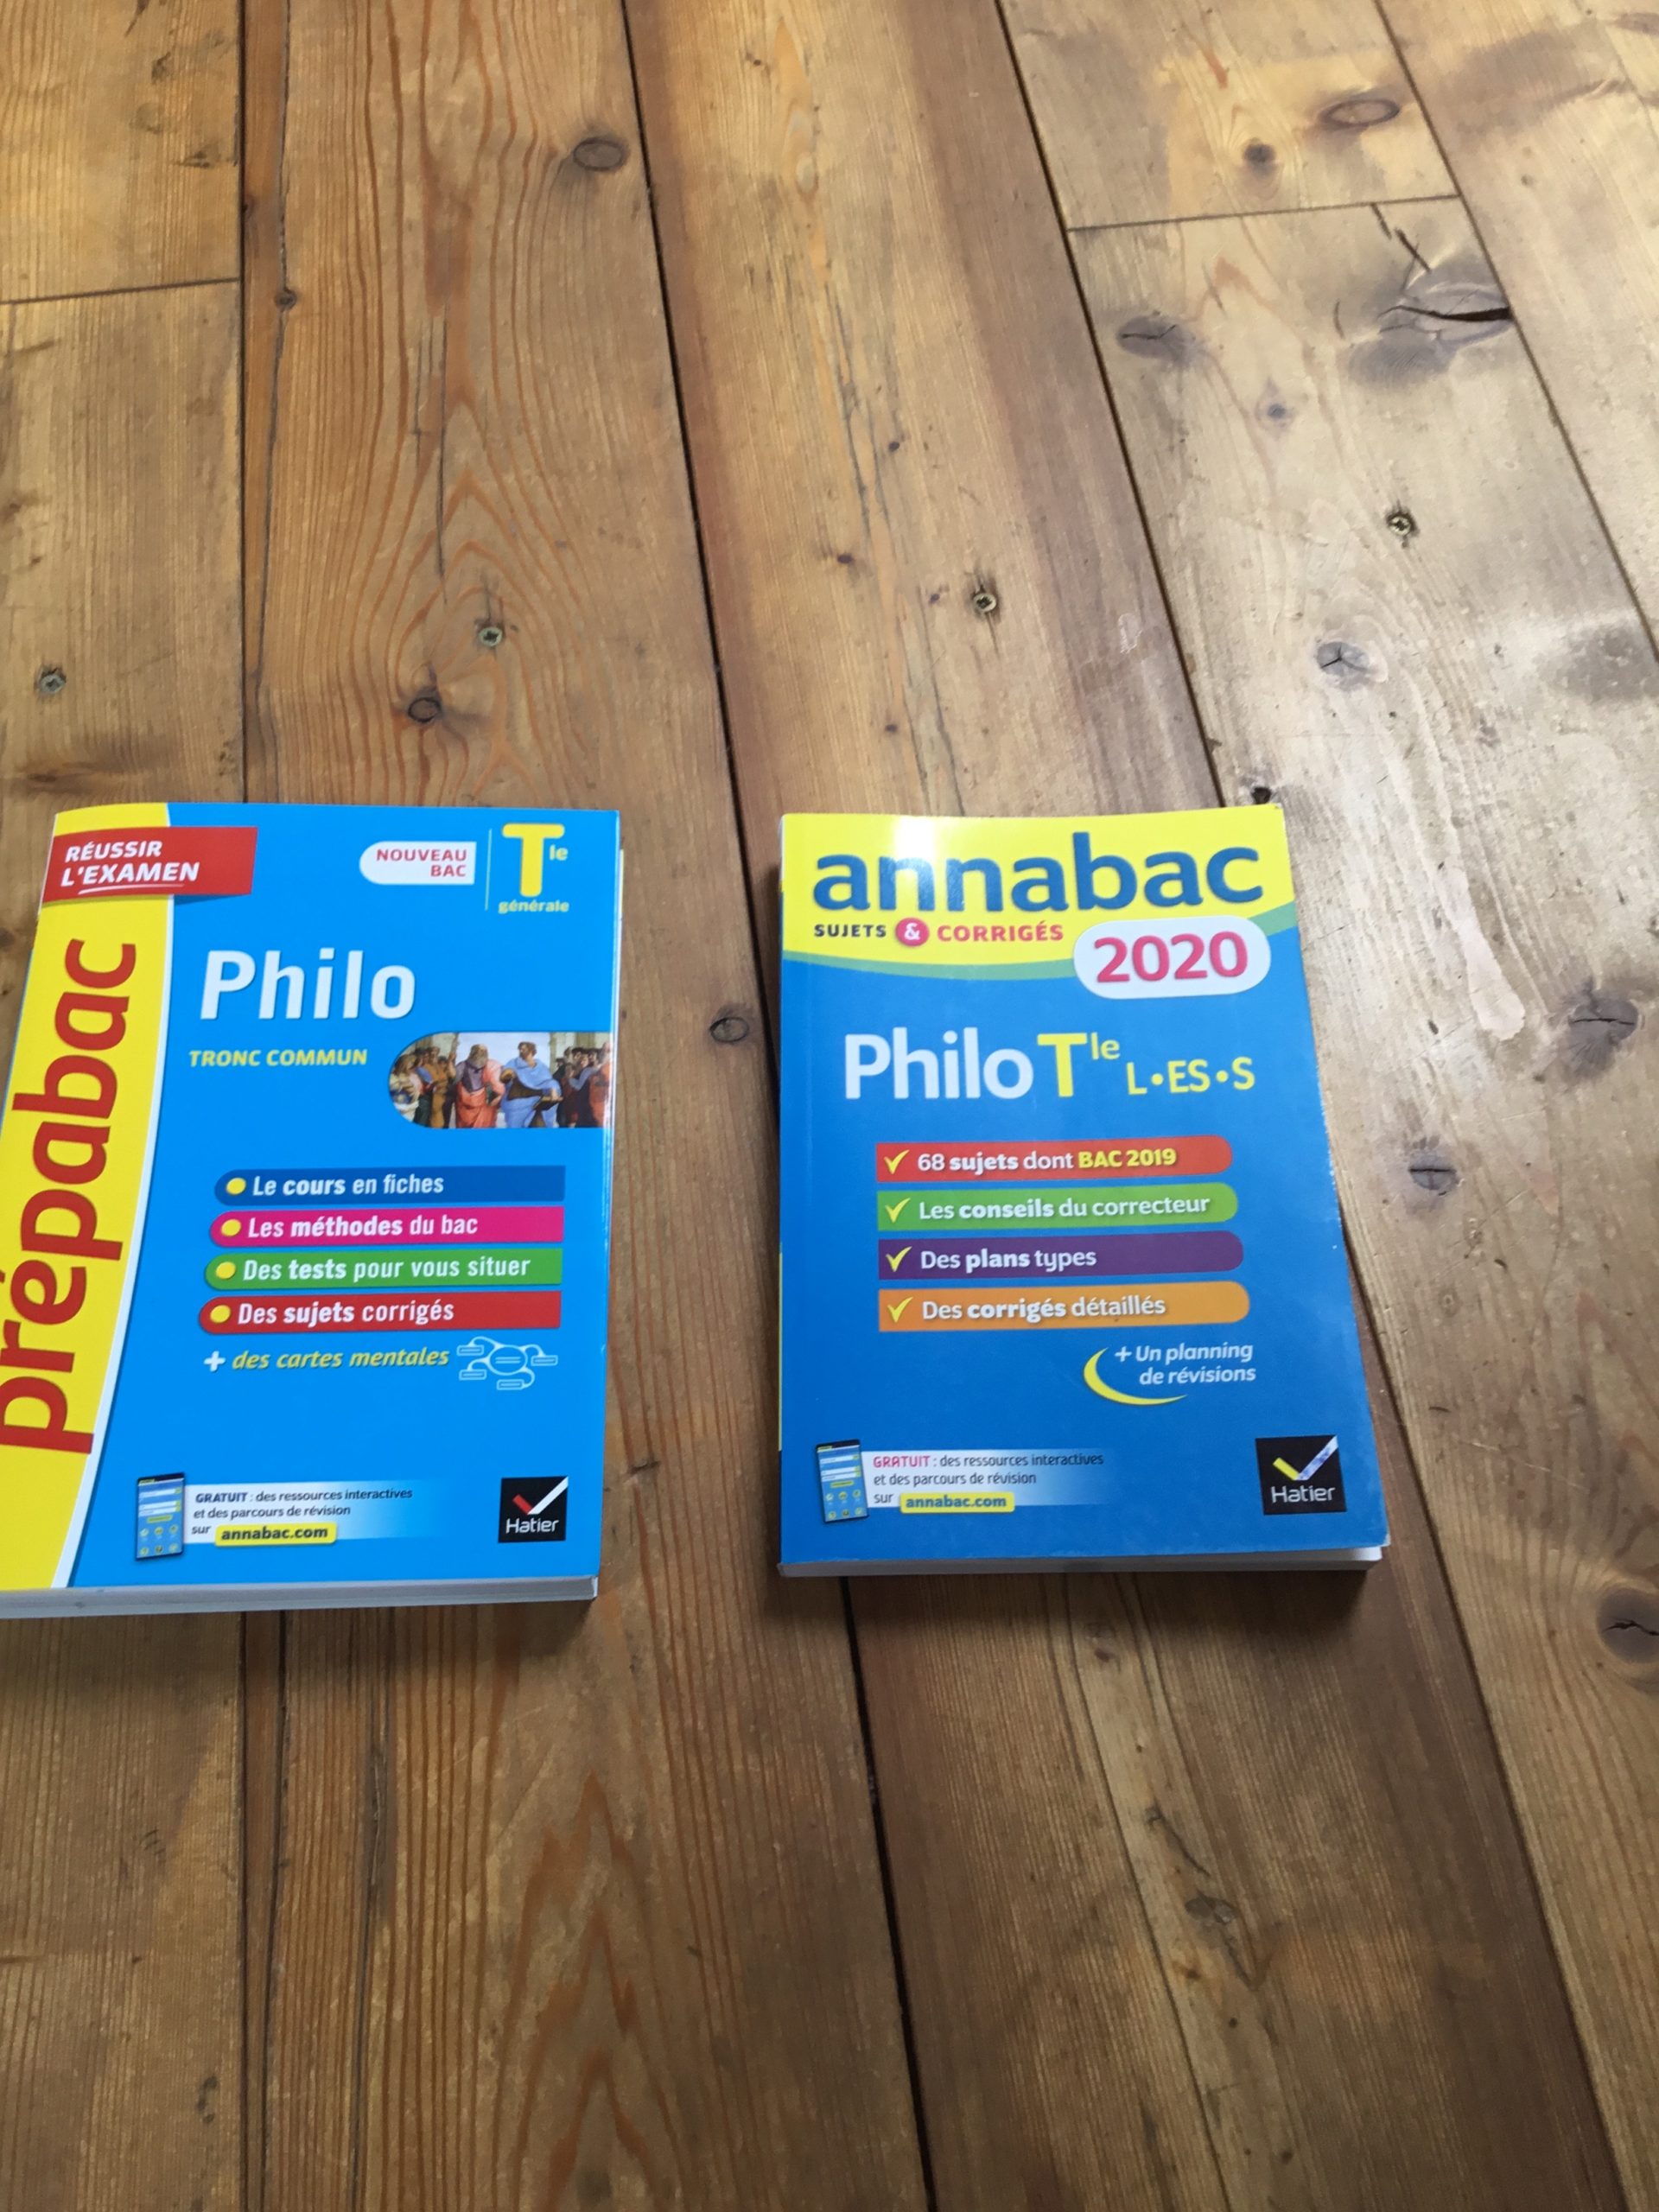 RÉUSSIR
L'EXAMEN
NOUVEAU
BAC
Tle
générale
prépabac
Philo
TRONC COMMUN
Le cours en fiches
Les méthodes du bac
Des tests pour vous situer
Des sujets corrigés
+ des cartes mentales
GRATUIT : des ressources interactives
et des parcours de révision
sur annabac.com
Hatier
annabac
SUJETS & CORRIGÉS
2020
Philo Tle L•ES•S
68 sujets dont BAC 2019
Les conseils du correcteur
Des plans types
Des corrigés détaillés
+ Un planning
de révisions
GRATUIT : des ressources interactives
et des parcours de révision
sur annabac.com
Hatier